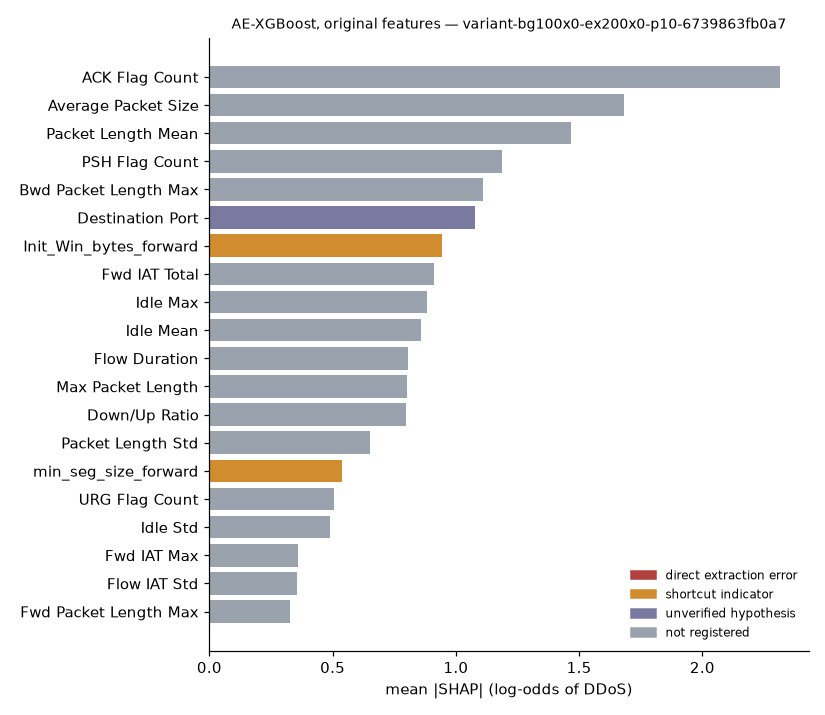 AE-XGBoost, original features — variant-bg100x0-ex200x0-p10-6739863fb0a7
ACK Flag Count
Average Packet Size
Packet Length Mean
PSH Flag Count
Bwd Packet Length Max
Destination Port
Init_Win_bytes_forward
Fwd IAT Total
Idle Max
Idle Mean
Flow Duration
Max Packet Length
Down/Up Ratio
Packet Length Std
min_seg_size_forward
URG Flag Count
Idle Std
Fwd IAT Max
Flow IAT Std
Fwd Packet Length Max
direct extraction error
shortcut indicator
unverified hypothesis
not registered
0.0 0.5 1.0 1.5 2.0
mean |SHAP| (log-odds of DDoS)